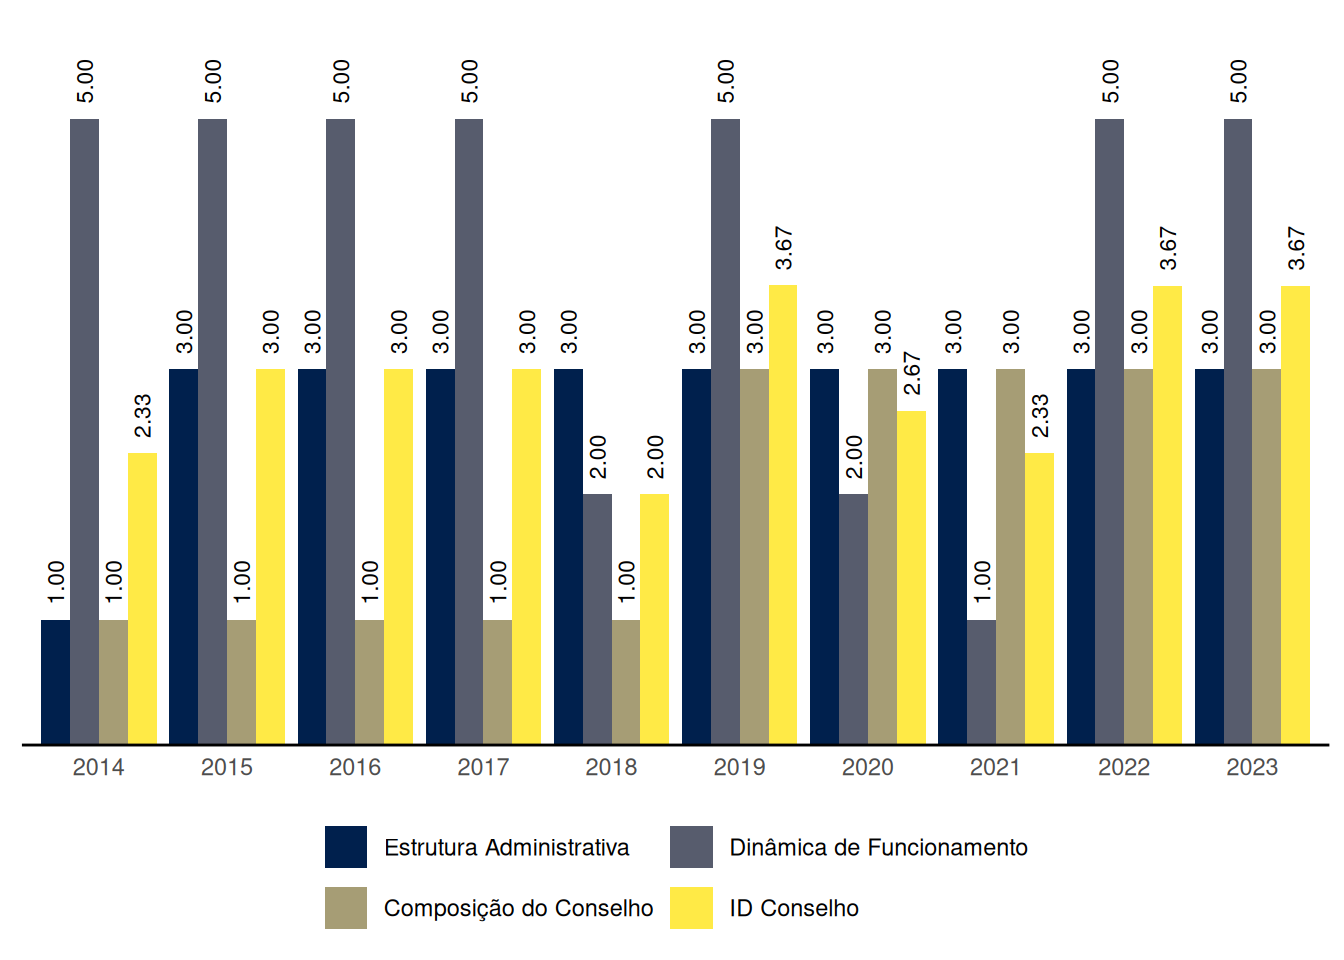 1.00 5.00 1.00 2.33
3.00 5.00 1.00 3.00
3.00 5.00 1.00 3.00
3.00 5.00 1.00 3.00
3.00 2.00 1.00 2.00
3.00 5.00 3.00 3.67
3.00 2.00 3.00 2.67
3.00 1.00 3.00 2.33
3.00 5.00 3.00 3.67
3.00 5.00 3.00 3.67
2014 2015 2016 2017 2018 2019 2020 2021 2022 2023
Estrutura Administrativa Dinâmica de Funcionamento
Composição do Conselho ID Conselho